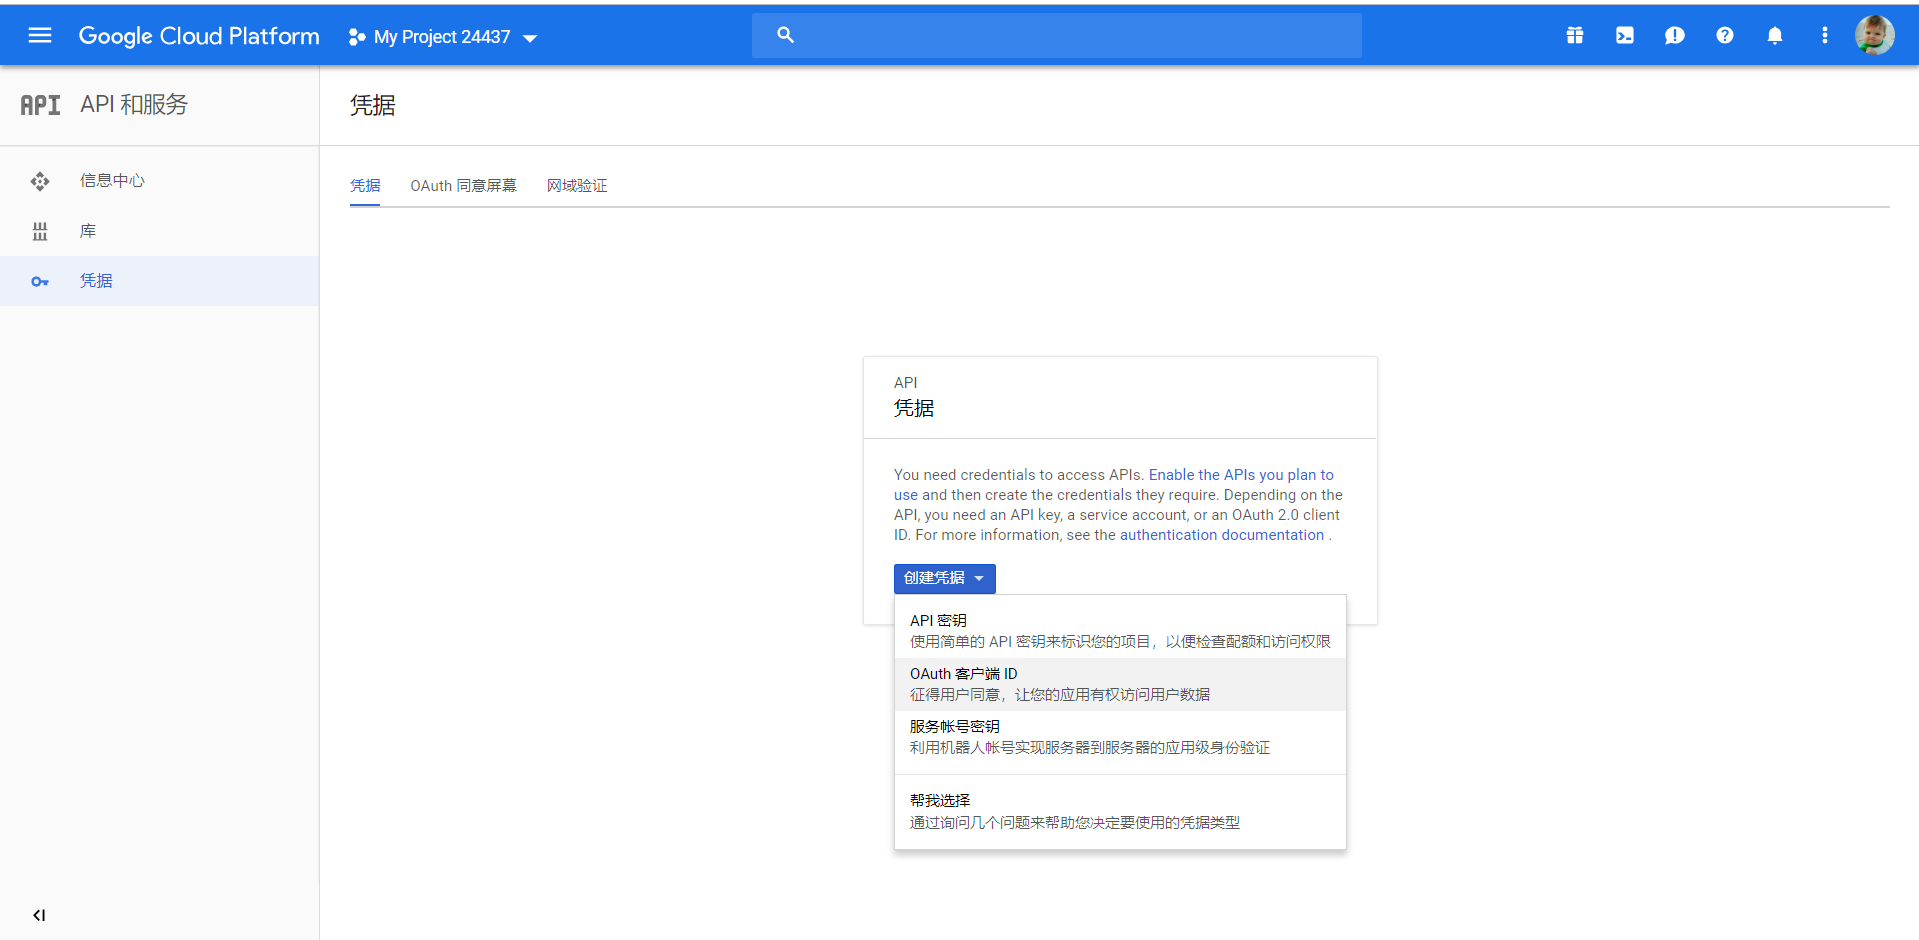 Google Cloud Platform
My Project 24437
API API 和服务
凭据
信息中心
库
凭据
凭据 OAuth 同意屏幕 网域验证
API
凭据
You need credentials to access APIs. Enable the APIs you plan to
use and then create the credentials they require. Depending on the
API, you need an API key, a service account, or an OAuth 2.0 client
ID. For more information, see the authentication documentation .
创建凭据
API 密钥
使用简单的 API 密钥来标识您的项目，以便检查配额和访问权限
OAuth 客户端 ID
征得用户同意，让您的应用有权访问用户数据
服务帐号密钥
利用机器人帐号实现服务器到服务器的应用级身份验证
帮我选择
通过询问几个问题来帮助您决定要使用的凭据类型